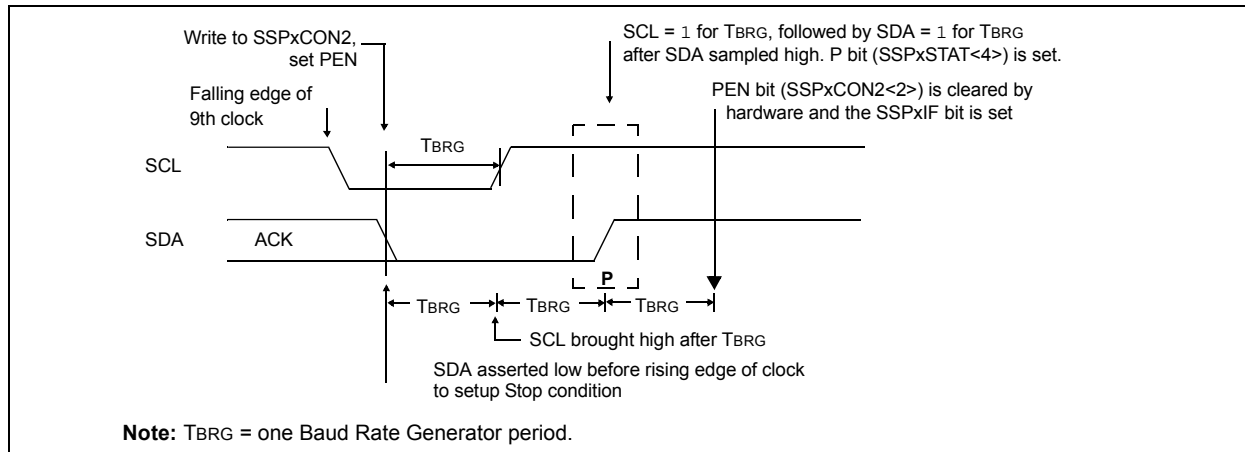 Write to SSPxCON2,
set PEN
SCL = 1 for TBRG, followed by SDA = 1 for TBRG
after SDA sampled high. P bit (SSPxSTAT<4>) is set.
Falling edge of
9th clock
PEN bit (SSPxCON2<2>) is cleared by
hardware and the SSPxIF bit is set
TBRG
SCL
SDA
ACK
P
TBRG
TBRG
TBRG
SCL brought high after TBRG
SDA asserted low before rising edge of clock
to setup Stop condition
Note: TBRG = one Baud Rate Generator period.